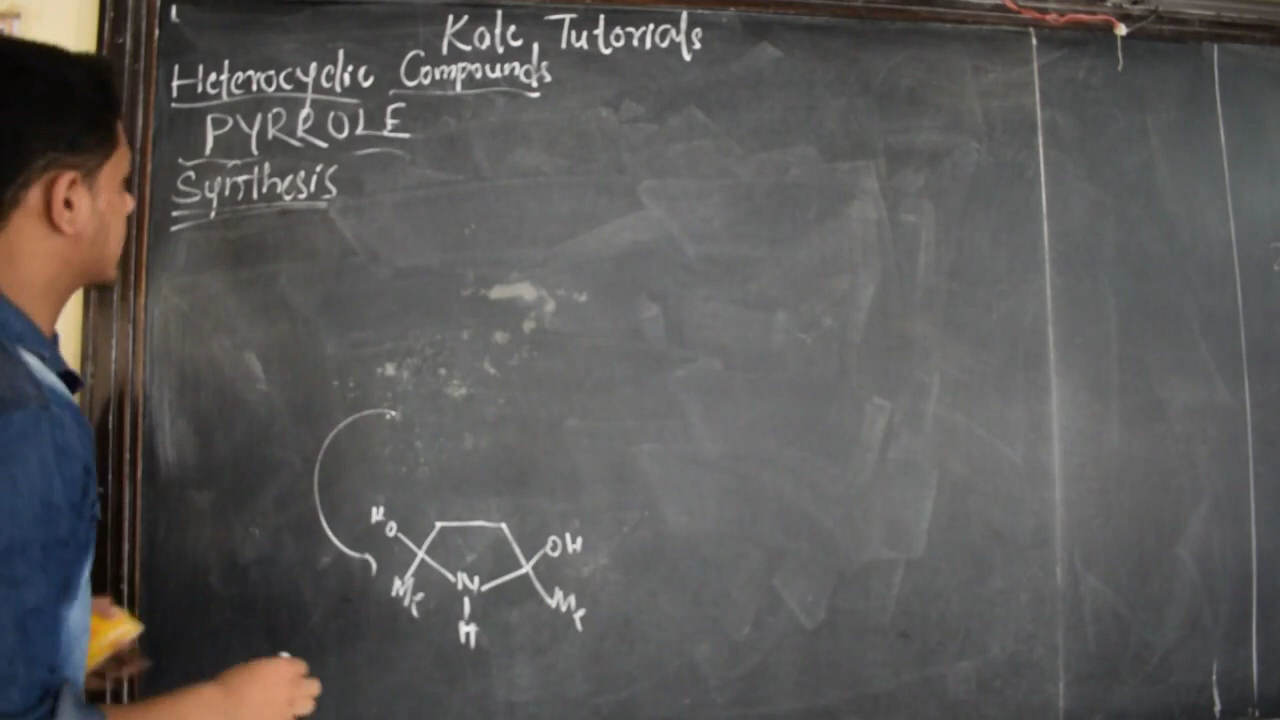 Kole Tutorials
Heterocyclic Compounds
PYRROLE
Synthesis
HO
OH
Me
N
Me
H